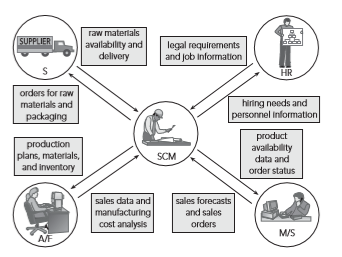 SUPPLIER
S
raw materials
availability and
delivery
legal requirements
and job information
HR
orders for raw
materials and
packaging
hiring needs and
personnel information
SCM
production
plans, materials,
and inventory
product
availability
data and
order status
A/F
sales data and
manufacturing
cost analysis
sales forecasts
and sales
orders
M/S